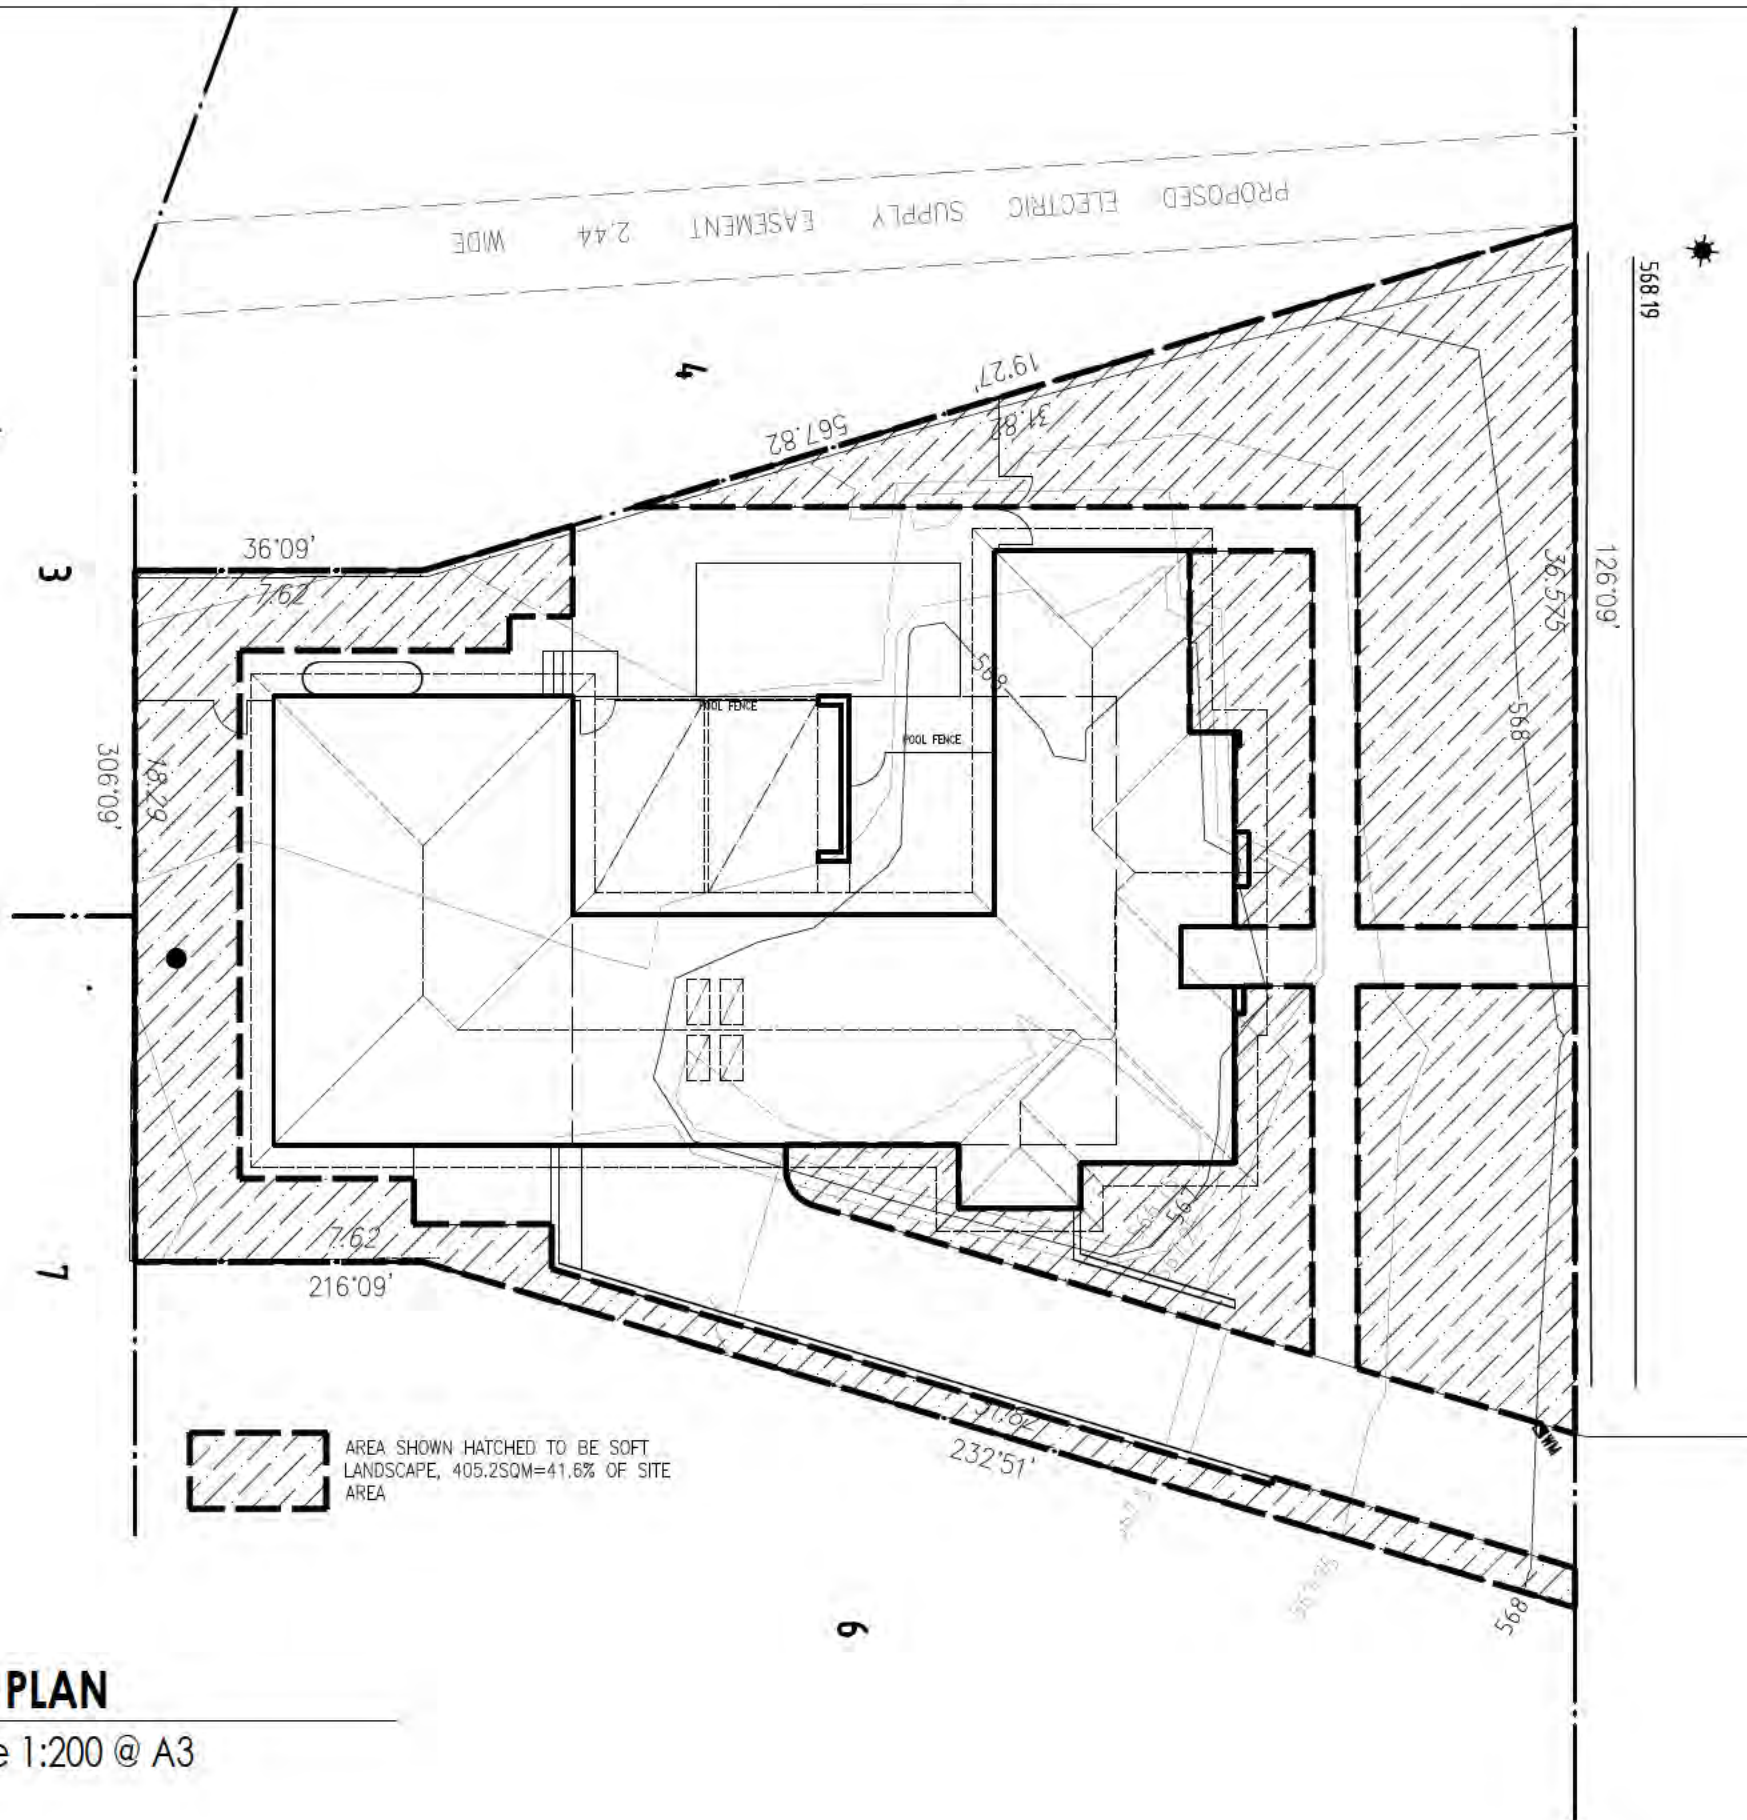 PROPOSED ELECTRIC SUPPLY EASEMENT 2.44 WIDE
568.19
4
19°27'
31.82
567.82
36°09'
7.62
3
36.575
126°09'
568
POOL FENCE
POOL FENCE
568
306°09'
18.29
567
7.62
216°09'
7
31.82
232°51'
568
AREA SHOWN HATCHED TO BE SOFT
LANDSCAPE, 405.2SQM=41.6% OF SITE
AREA
6
PLAN
e 1:200 @ A3